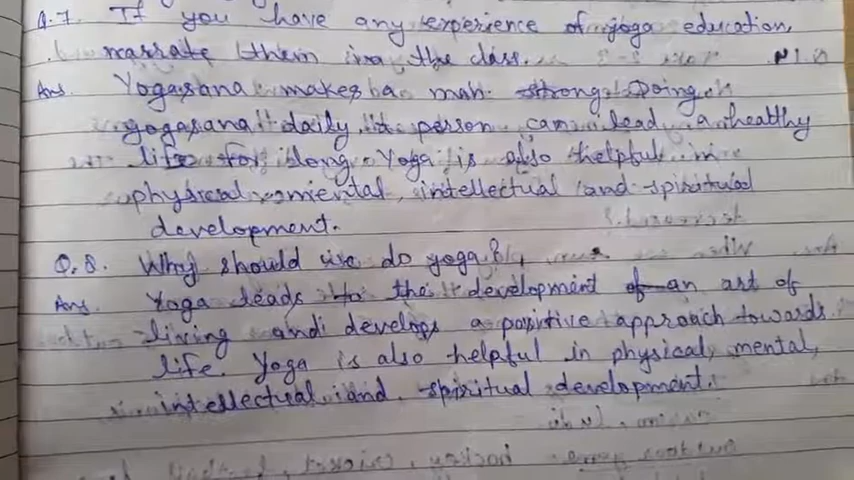 Q.7. If you have any experience of yoga education,
narrate them in the class.
Ans. Yogasana makes a man strong. Doing
yogasana daily, a person can lead a healthy
life for long. Yoga is also helpful in
physical, mental, intellectual and spiritual
development.
Q.8. Why should we do yoga?
Ans. Yoga leads to the development of an art of
living and develops a positive approach towards
life. Yoga is also helpful in physical, mental,
intellectual and spiritual development.